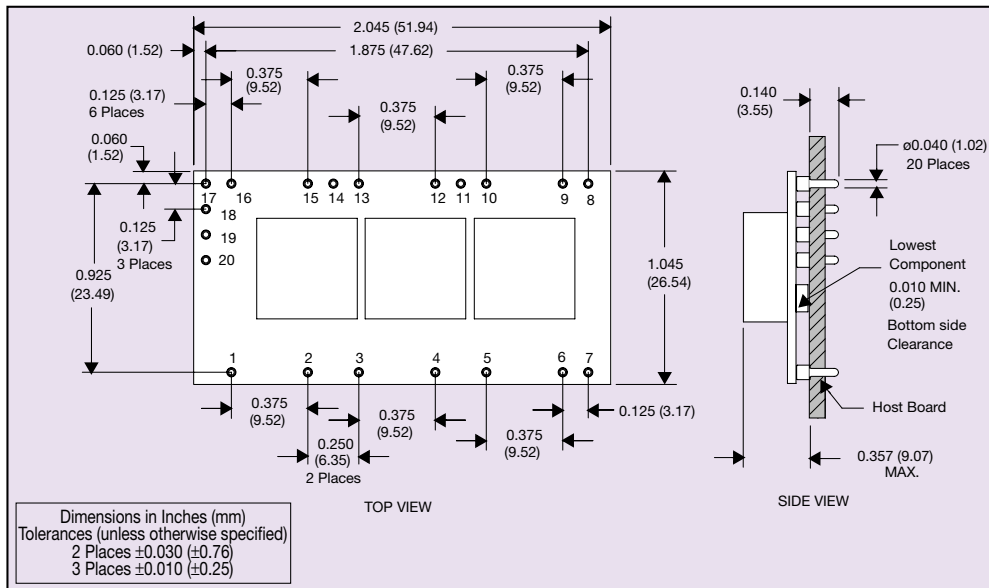 2.045 (51.94)
0.060 (1.52)
1.875 (47.62)
0.375
(9.52)
0.375
(9.52)
0.125 (3.17)
6 Places
0.375
(9.52)
0.140
(3.55)
0.060
(1.52)
ø0.040 (1.02)
20 Places
17
16
15
14
13
12
11
10
9
8
18
19
20
0.125
(3.17)
3 Places
0.925
(23.49)
1.045
(26.54)
Lowest
Component
0.010 MIN.
(0.25)
Bottom side
Clearance
1
2
3
4
5
6
7
0.375
(9.52)
0.375
(9.52)
0.375
(9.52)
0.125 (3.17)
0.250
(6.35)
2 Places
Host Board
0.357 (9.07)
MAX.
TOP VIEW
SIDE VIEW
Dimensions in Inches (mm)
Tolerances (unless otherwise specified)
2 Places ±0.030 (±0.76)
3 Places ±0.010 (±0.25)